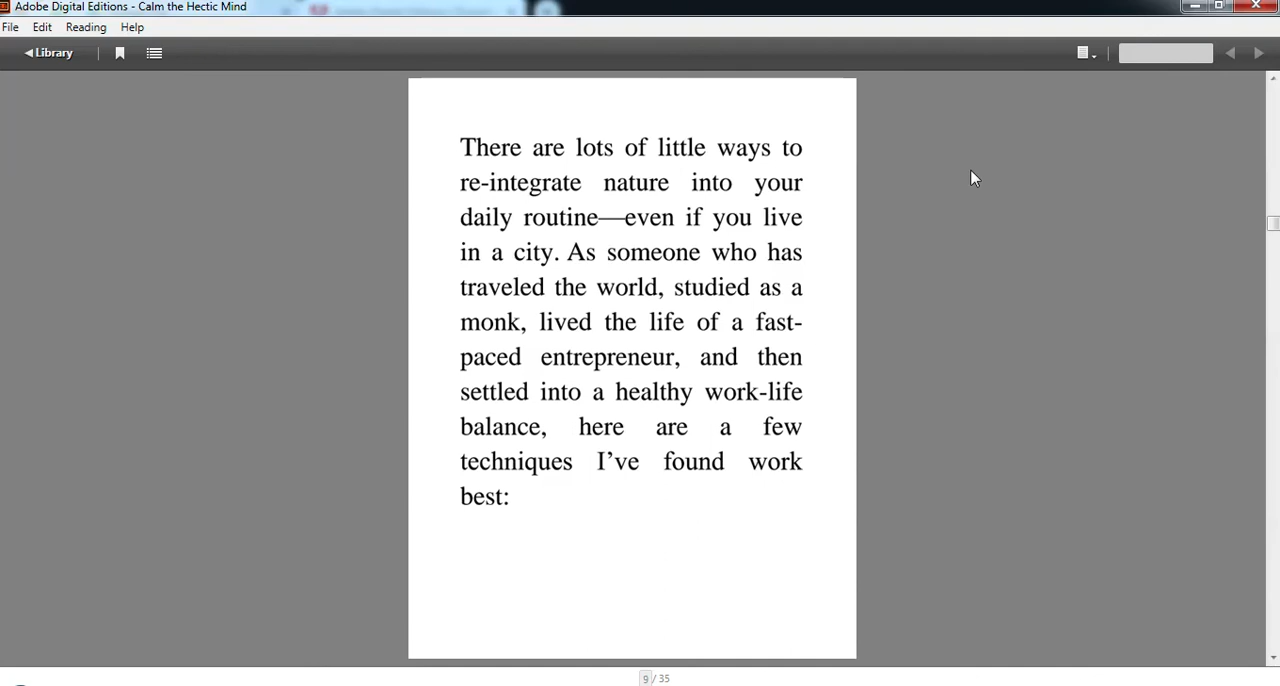 Adobe Digital Editions - Calm the Hectic Mind
File Edit Reading Help
Library
There are lots of little ways to
re-integrate nature into your
daily routine—even if you live
in a city. As someone who has
traveled the world, studied as a
monk, lived the life of a fast-
paced entrepreneur, and then
settled into a healthy work-life
balance, here are a few
techniques I’ve found work
best:
9 / 35